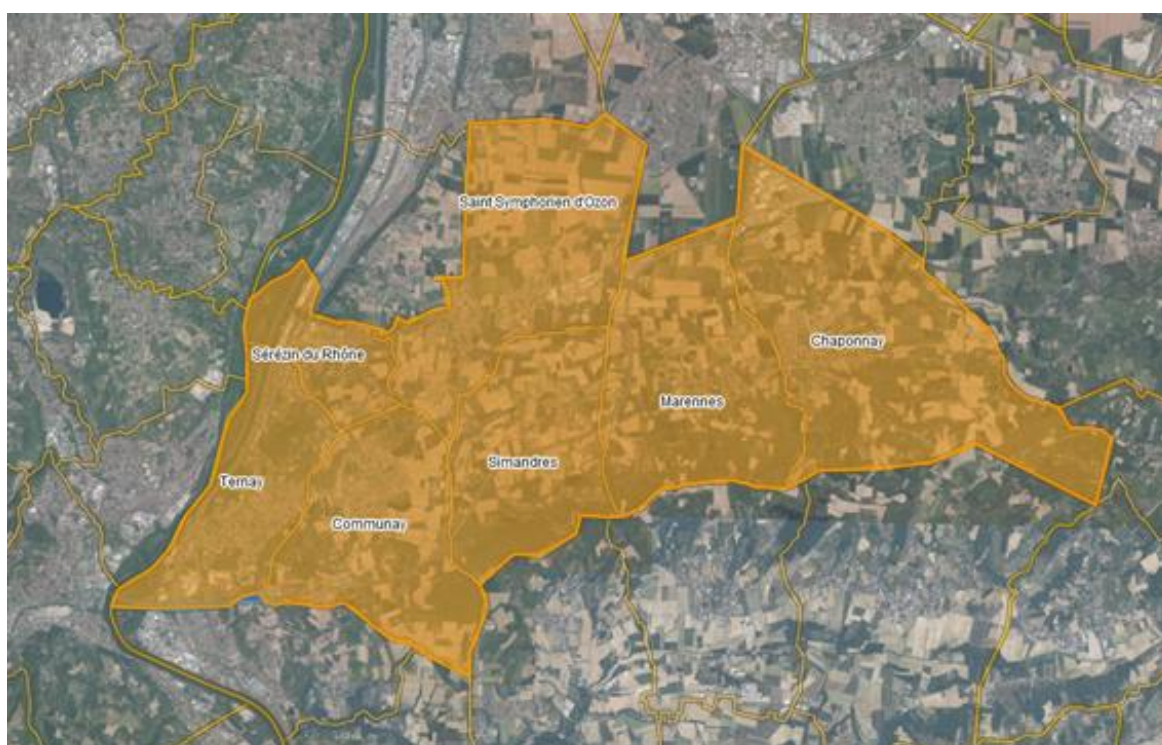 Saint Symphorien d'Ozon
Chaponnay
Sérézin du Rhône
Marennes
Simandres
Ternay
Communay